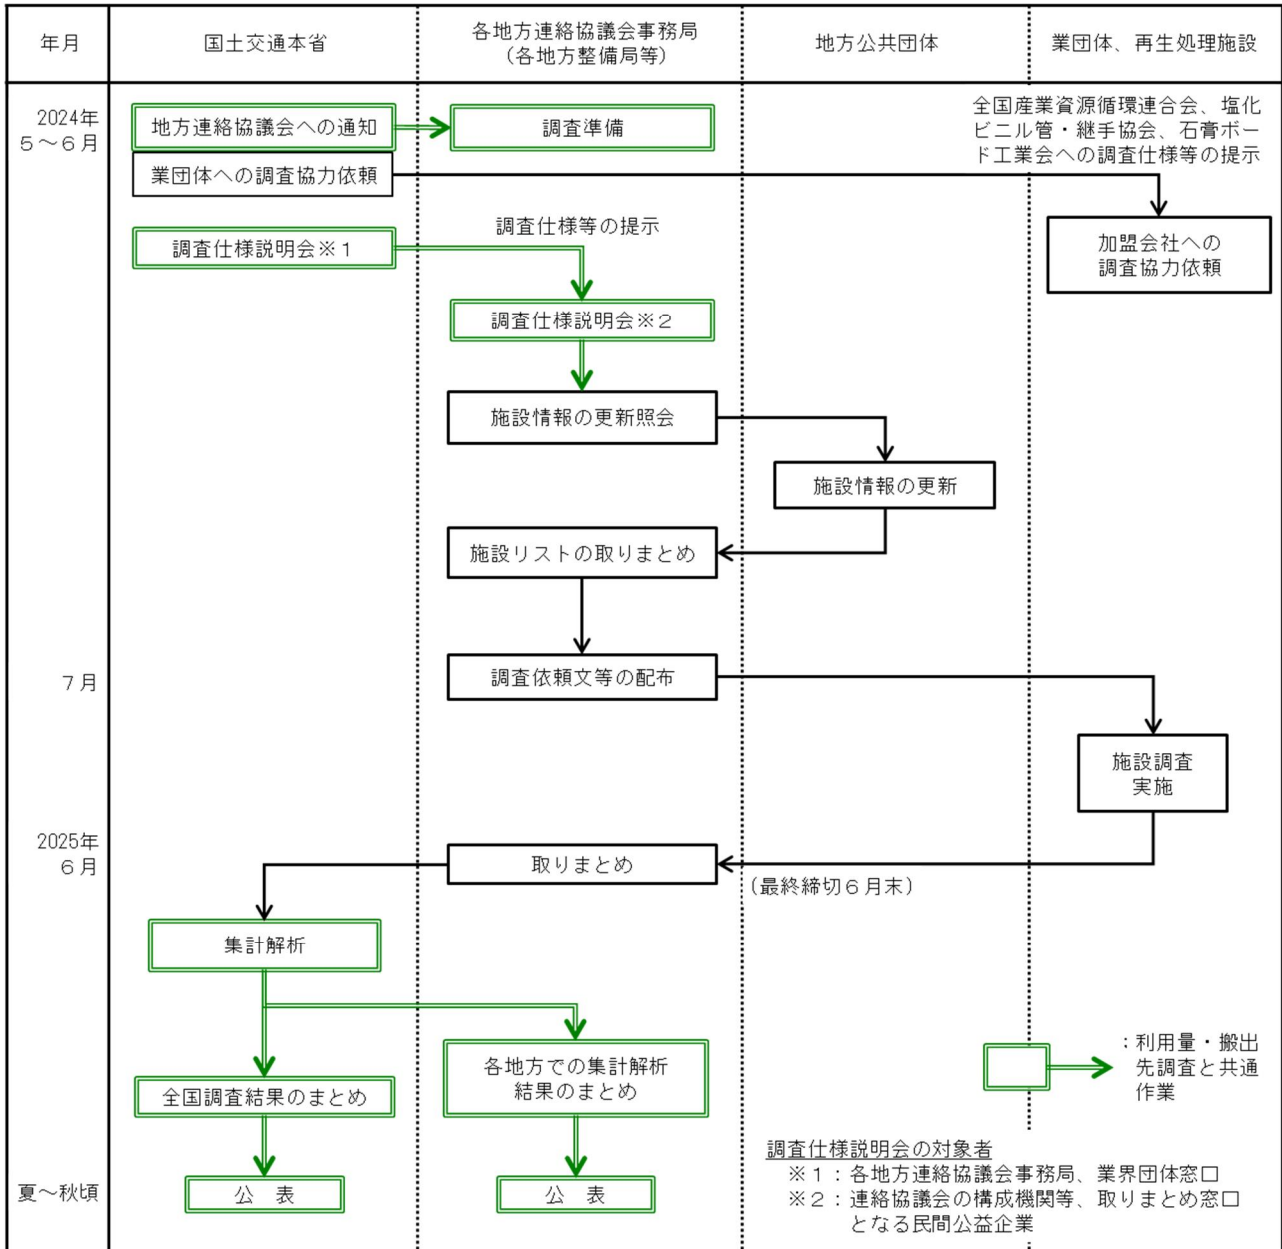 年月
国土交通本省
各地方連絡協議会事務局
（各地方整備局等）
地方公共団体
業団体、再生処理施設
2024年
５～６月
地方連絡協議会への通知
調査準備
全国産業資源循環連合会、塩化
ビニル管・継手協会、石膏ボー
ド工業会への調査仕様等の提示
業団体への調査協力依頼
調査仕様説明会※１
調査仕様等の提示
加盟会社への
調査協力依頼
調査仕様説明会※２
施設情報の更新照会
施設情報の更新
施設リストの取りまとめ
７月
調査依頼文等の配布
施設調査
実施
2025年
６月
取りまとめ
（最終締切６月末）
集計解析
各地方での集計解析
結果のまとめ
全国調査結果のまとめ
：利用量・搬出
先調査と共通
作業
夏～秋頃
公　表
公　表
調査仕様説明会の対象者
※１：各地方連絡協議会事務局、業界団体窓口
※２：連絡協議会の構成機関等、取りまとめ窓口
となる民間公益企業